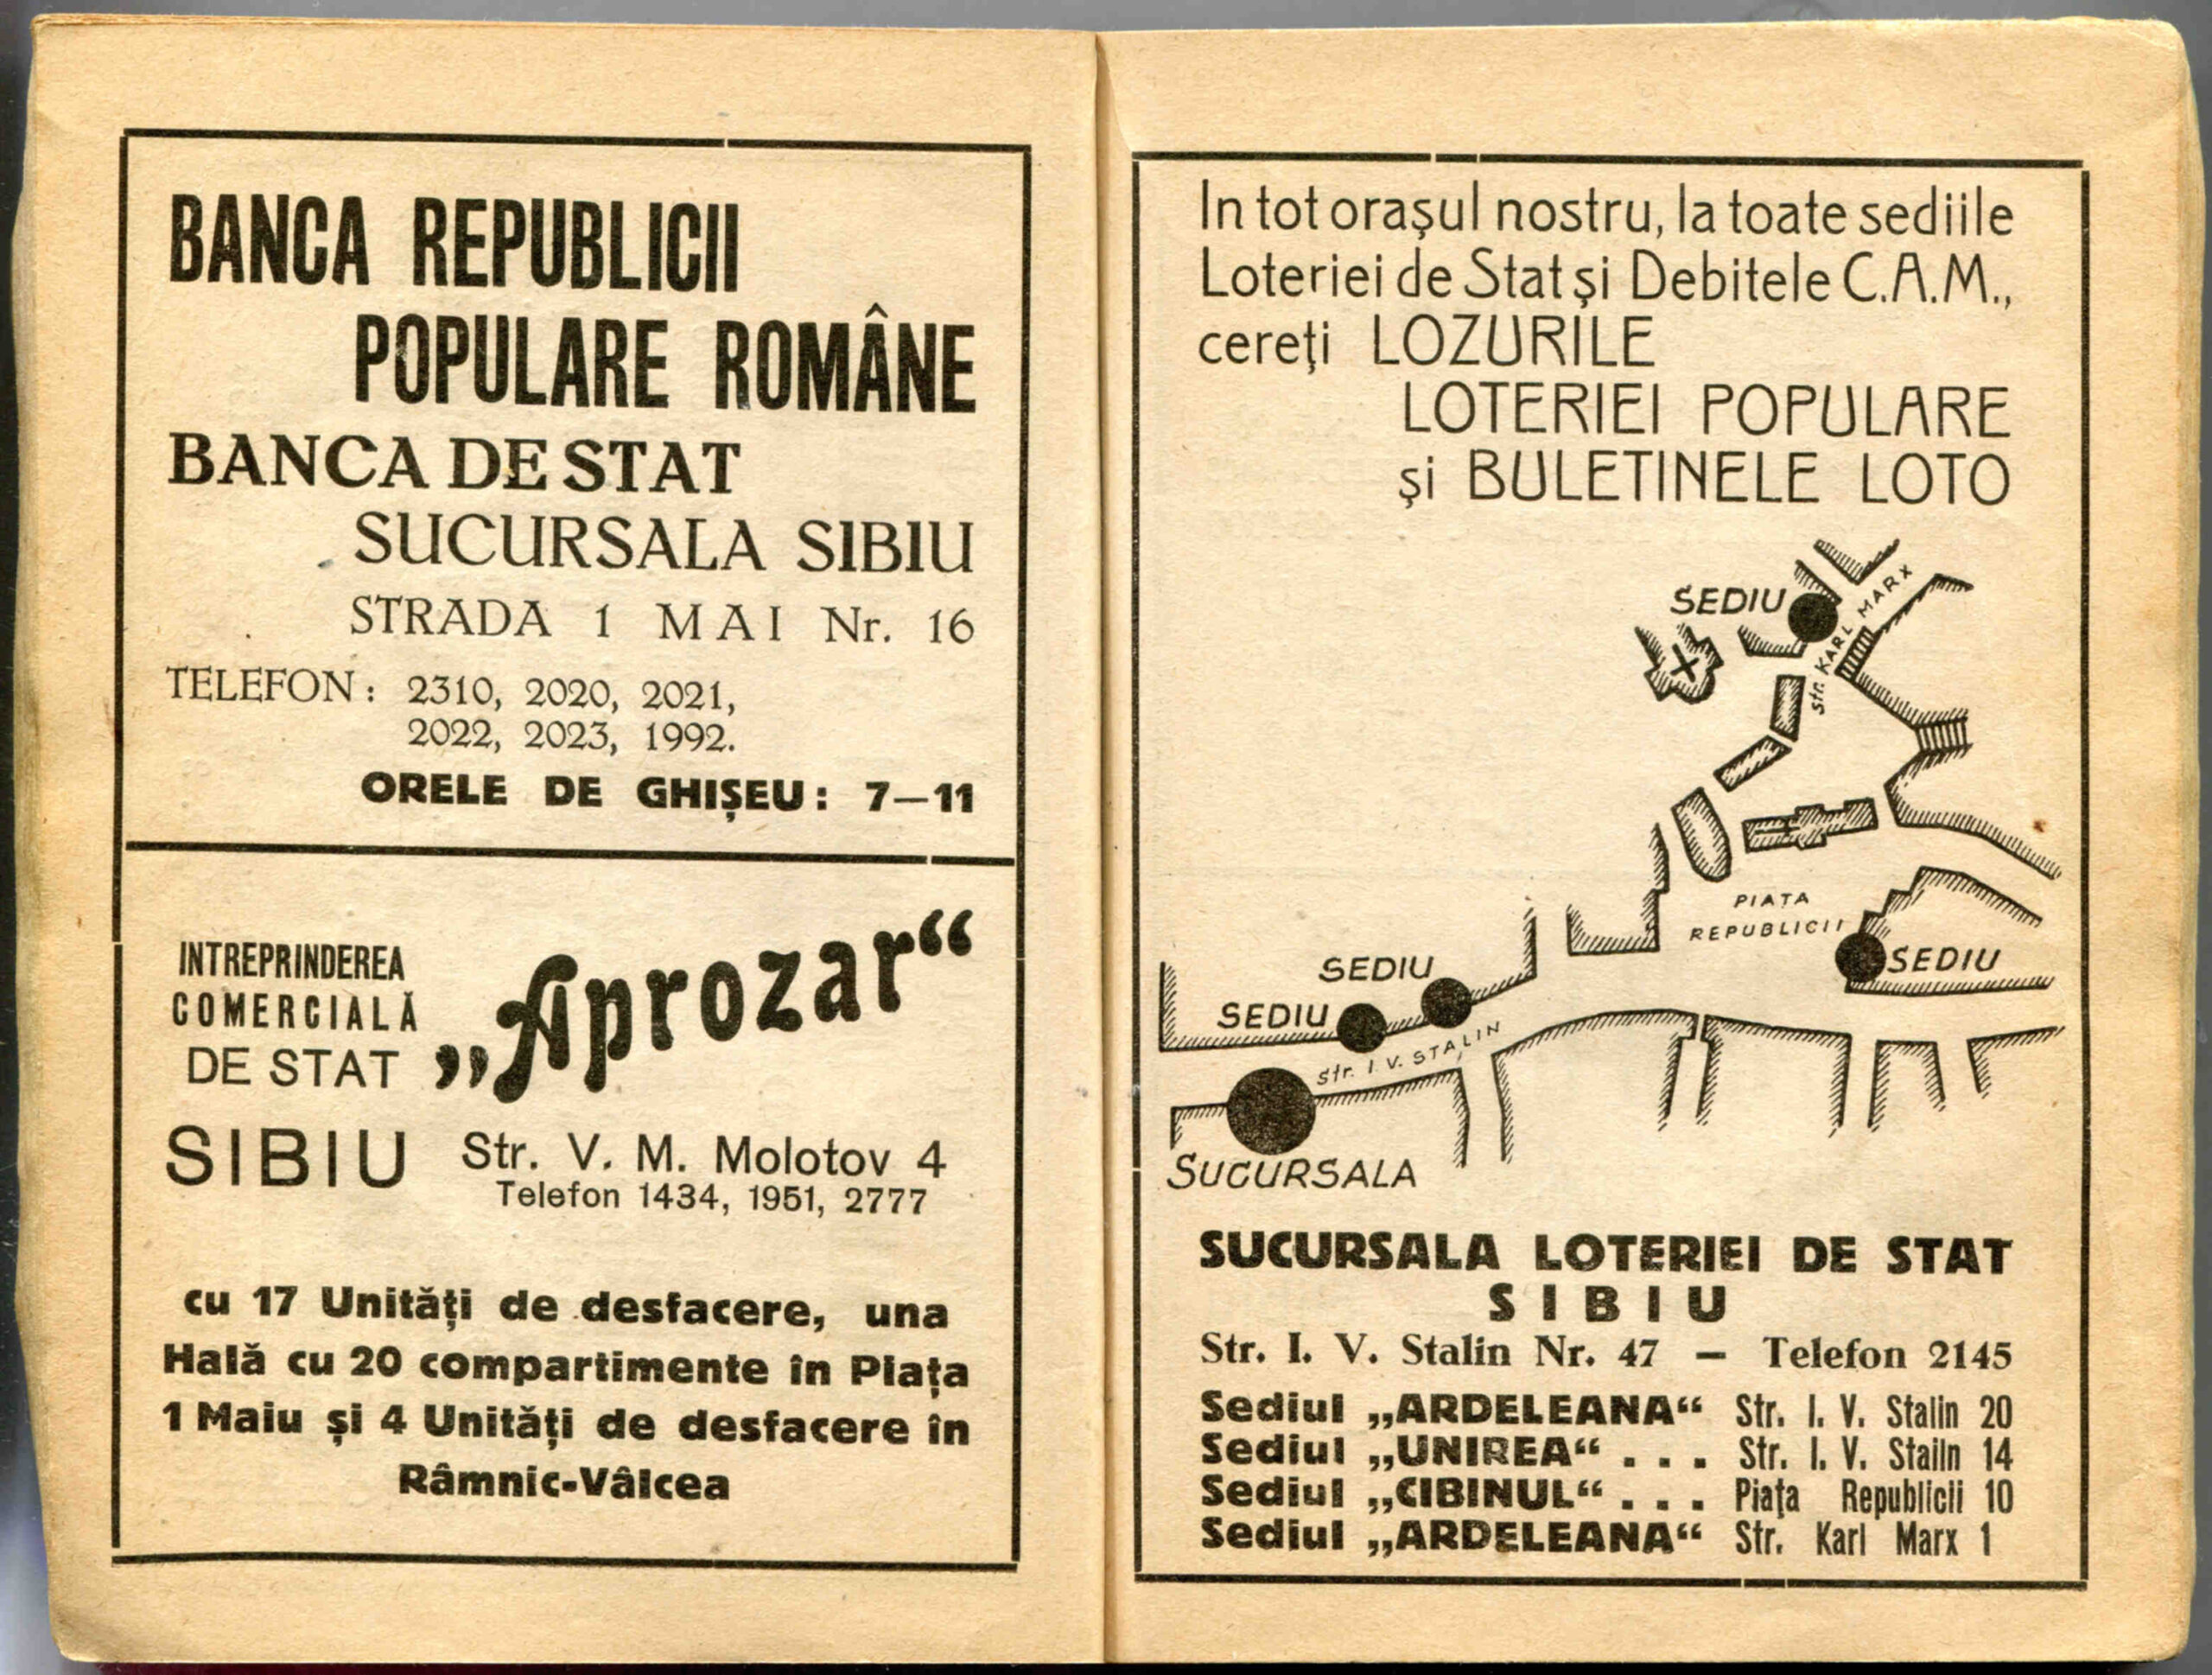 BANCA REPUBLICII
POPULARE ROMÂNE
BANCA DE STAT
SUCURSALA SIBIU
STRADA 1 MAI Nr. 16
TELEFON: 2310, 2020, 2021,
2022, 2023, 1992.
ORELE DE GHIȘEU: 7—11
INTREPRINDEREA
COMERCIALĂ
DE STAT
„Aprozar“
SIBIU
Str. V. M. Molotov 4
Telefon 1434, 1951, 2777
cu 17 Unități de desfacere, una
Hală cu 20 compartimente în Piața
1 Maiu și 4 Unități de desfacere în
Râmnic-Vâlcea
In tot orașul nostru, la toate sediile
Loteriei de Stat și Debitele C.A.M.,
cereți LOZURILE
LOTERIEI POPULARE
și BULETINELE LOTO
SEDIU
str. KARL MARX
PIATA
REPUBLICII
SEDIU
SEDIU
SEDIU
str. I. V. STALIN
SUCURSALA
SUCURSALA LOTERIEI DE STAT
SIBIU
Str. I. V. Stalin Nr. 47 — Telefon 2145
Sediul „ARDELEANA“ Str. I. V. Stalin 20
Sediul „UNIREA“ . . . Str. I. V. Stailn 14
Sediul „CIBINUL“ . . . Piața Republicii 10
Sediul „ARDELEANA“ Str. Karl Marx 1